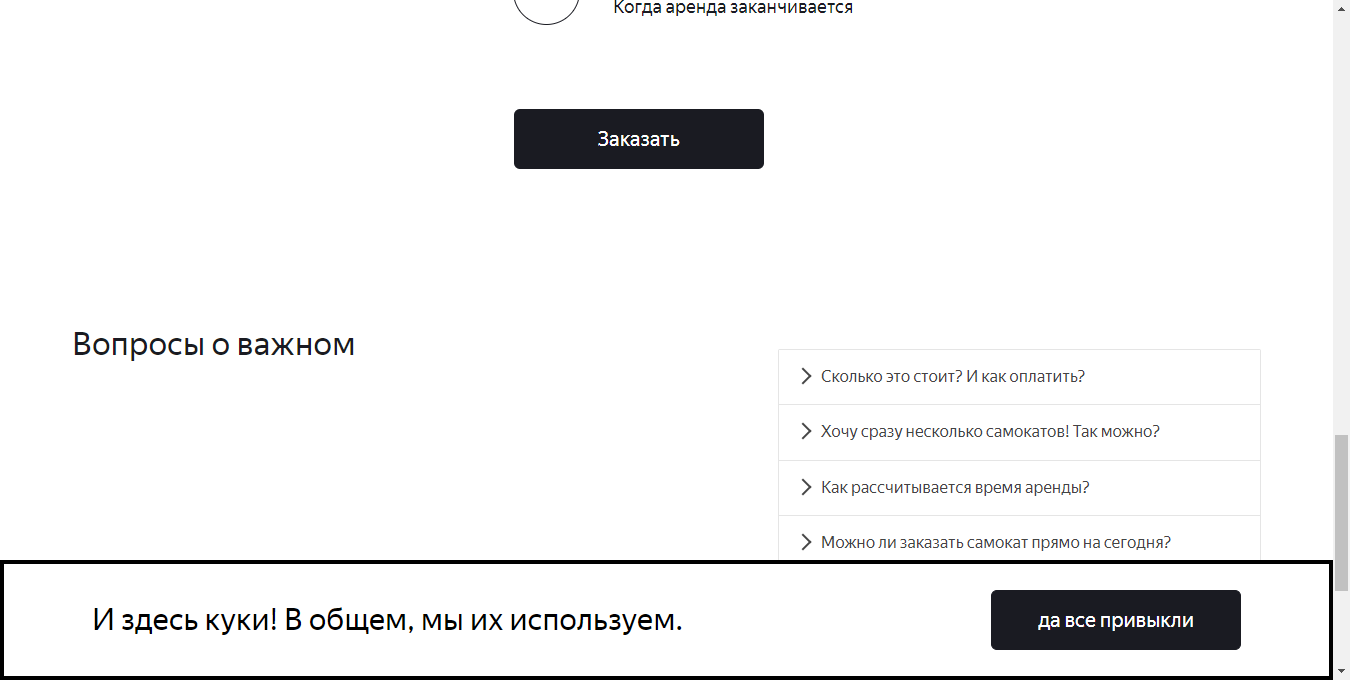 Когда аренда заканчивается
Заказать
Вопросы о важном
Сколько это стоит? И как оплатить?
Хочу сразу несколько самокатов! Так можно?
Как рассчитывается время аренды?
Можно ли заказать самокат прямо на сегодня?
И здесь куки! В общем, мы их используем.
да все привыкли